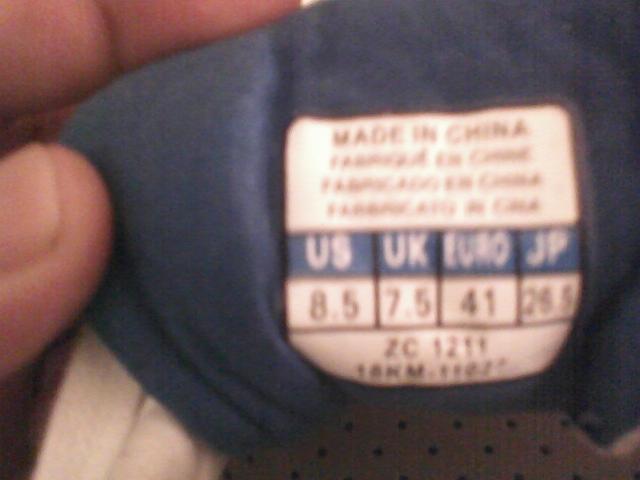 MADE IN CHINA
FABRIQUÉ EN CHINE
FABRICADO EN CHINA
FABBRICATO IN CINA
US UK EURO JP
8.5 7.5 41 26.5
ZC 1211